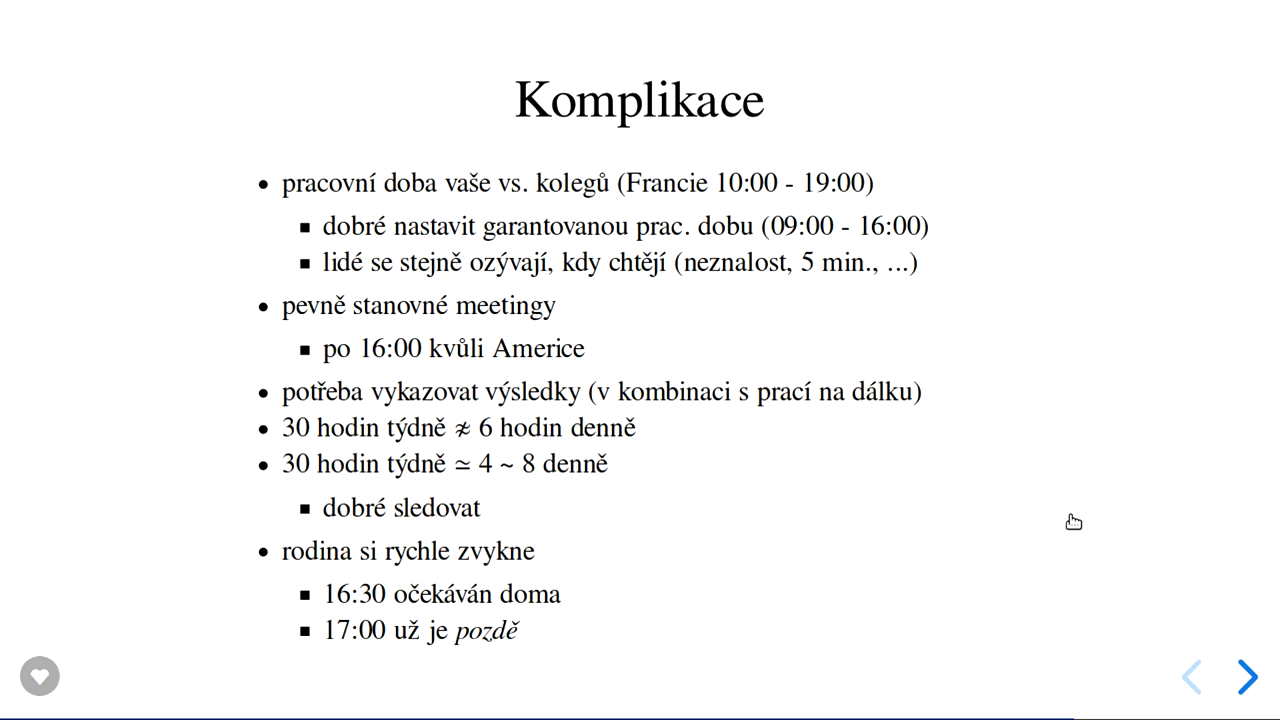 Komplikace
• pracovní doba vaše vs. kolegů (Francie 10:00 - 19:00)
▪ dobré nastavit garantovanou prac. dobu (09:00 - 16:00)
▪ lidé se stejně ozývají, kdy chtějí (neznalost, 5 min., ...)
• pevně stanovné meetingy
▪ po 16:00 kvůli Americe
• potřeba vykazovat výsledky (v kombinaci s prací na dálku)
• 30 hodin týdně ≉ 6 hodin denně
• 30 hodin týdně ≃ 4 ~ 8 denně
▪ dobré sledovat
• rodina si rychle zvykne
▪ 16:30 očekáván doma
▪ 17:00 už je pozdě